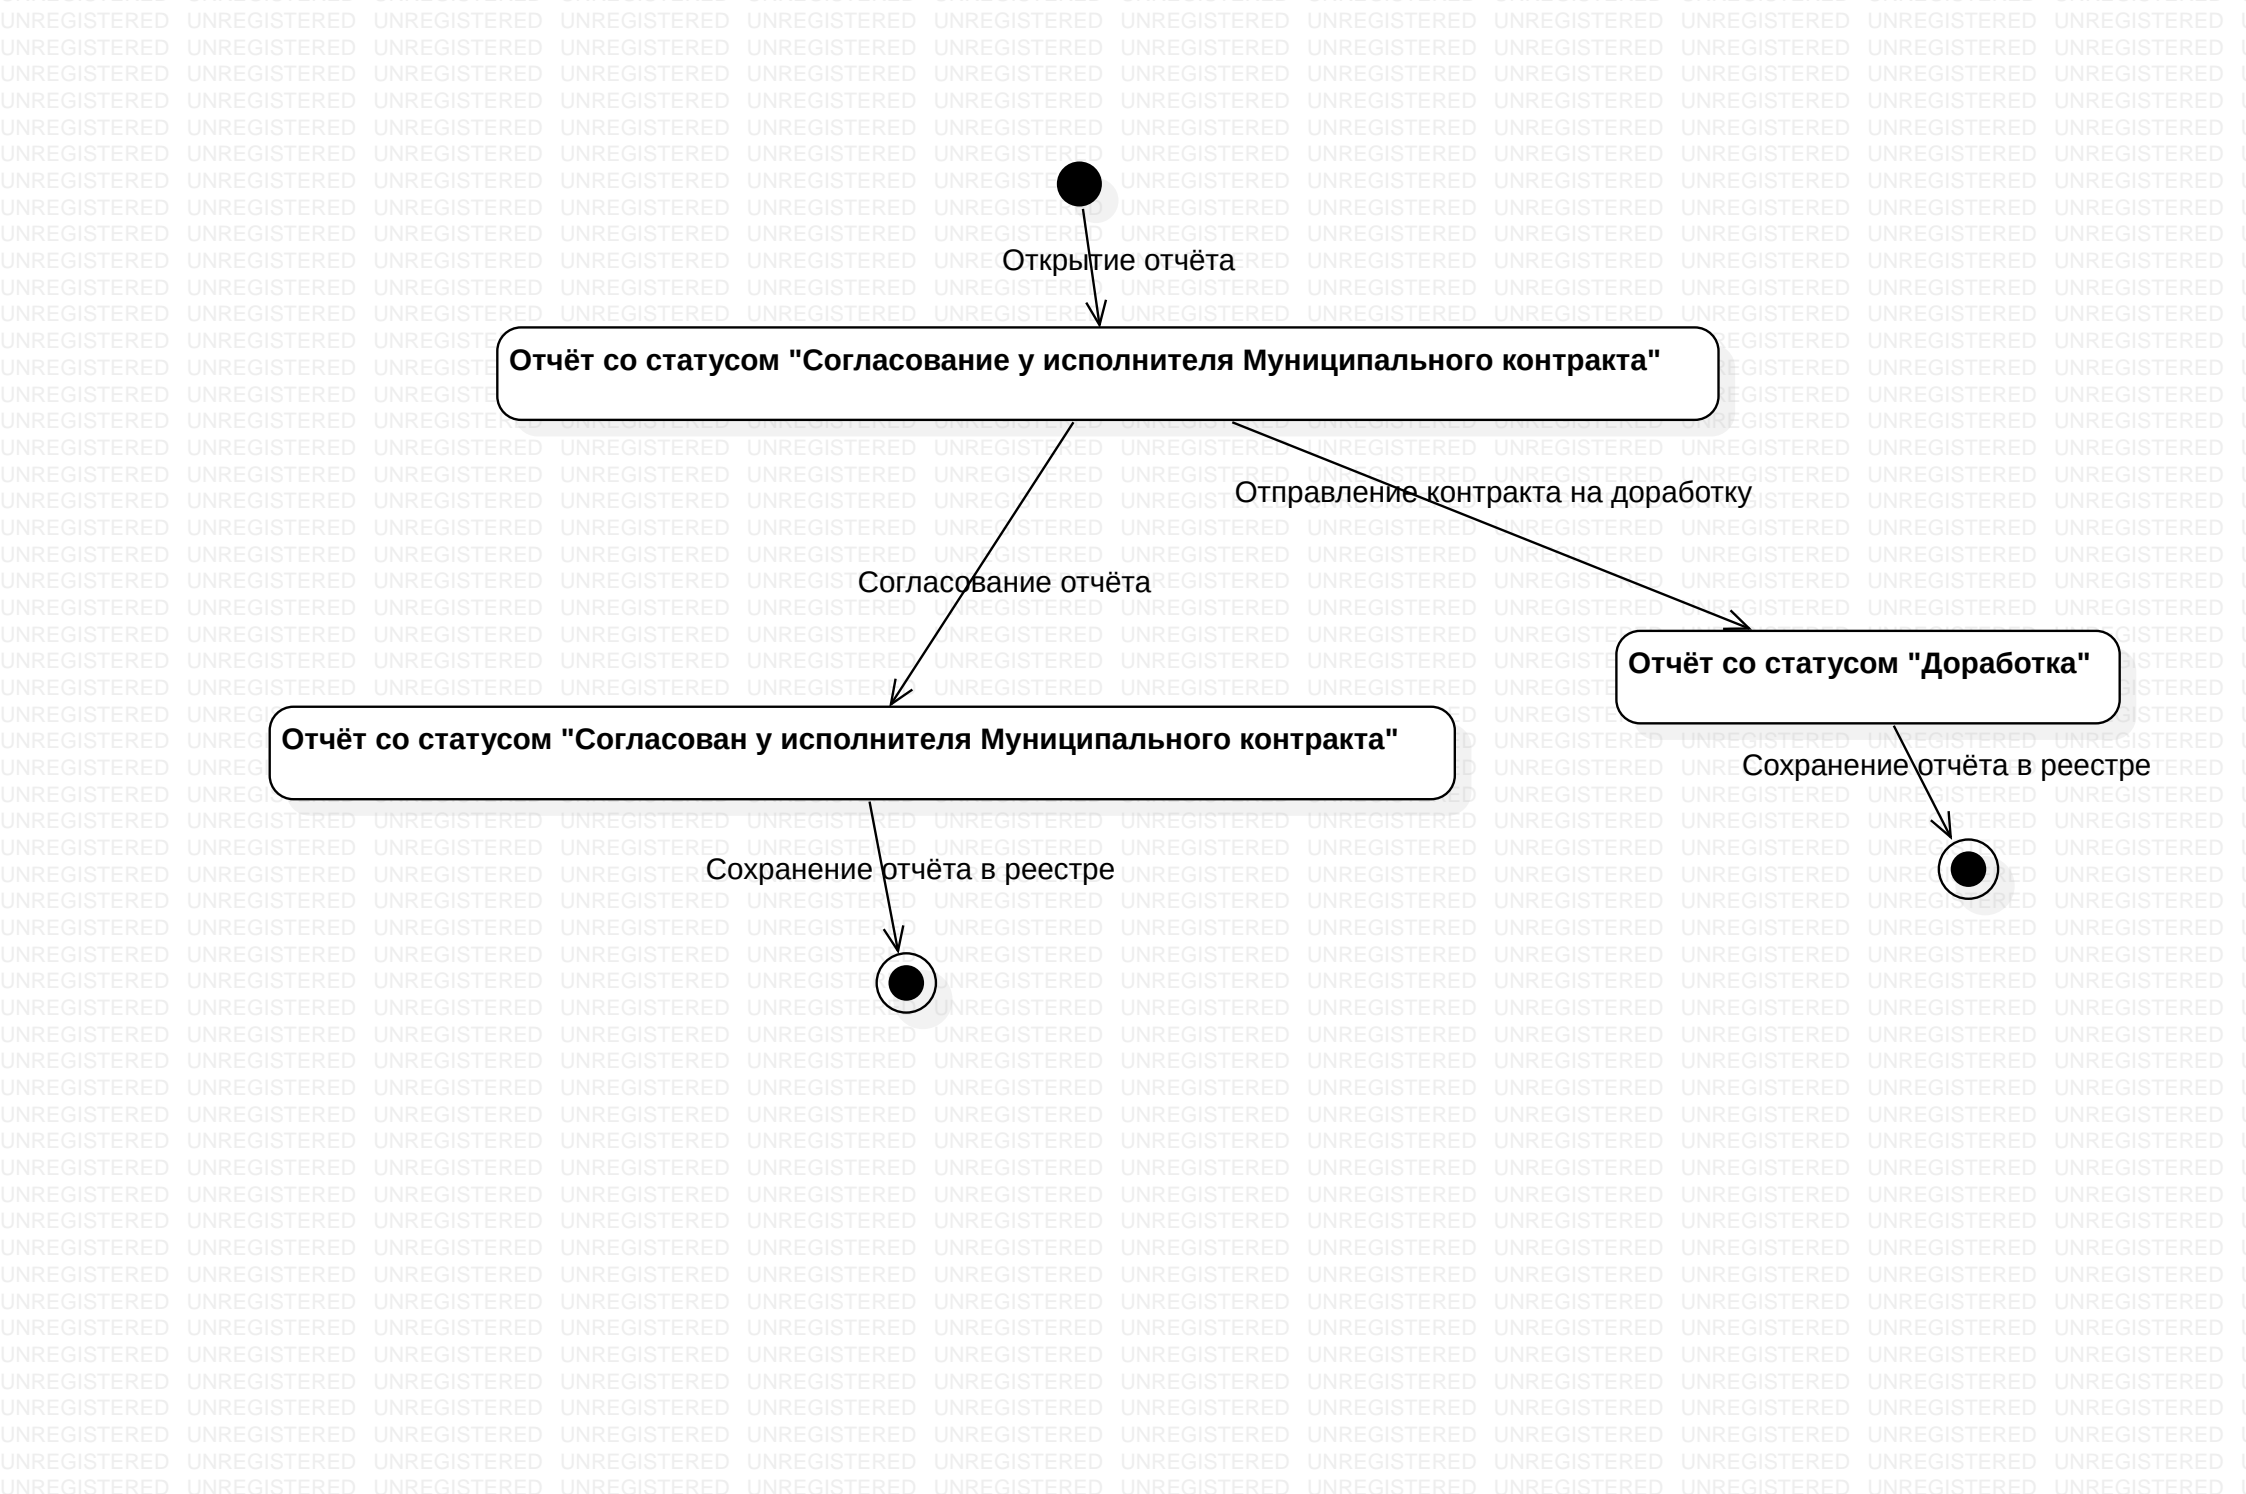 Открытие отчёта
Отчёт со статусом "Согласование у исполнителя Муниципального контракта"
Отправление контракта на доработку
Согласование отчёта
Отчёт со статусом "Доработка"
Отчёт со статусом "Согласован у исполнителя Муниципального контракта"
Сохранение отчёта в реестре
Сохранение отчёта в реестре
UNREGISTERED